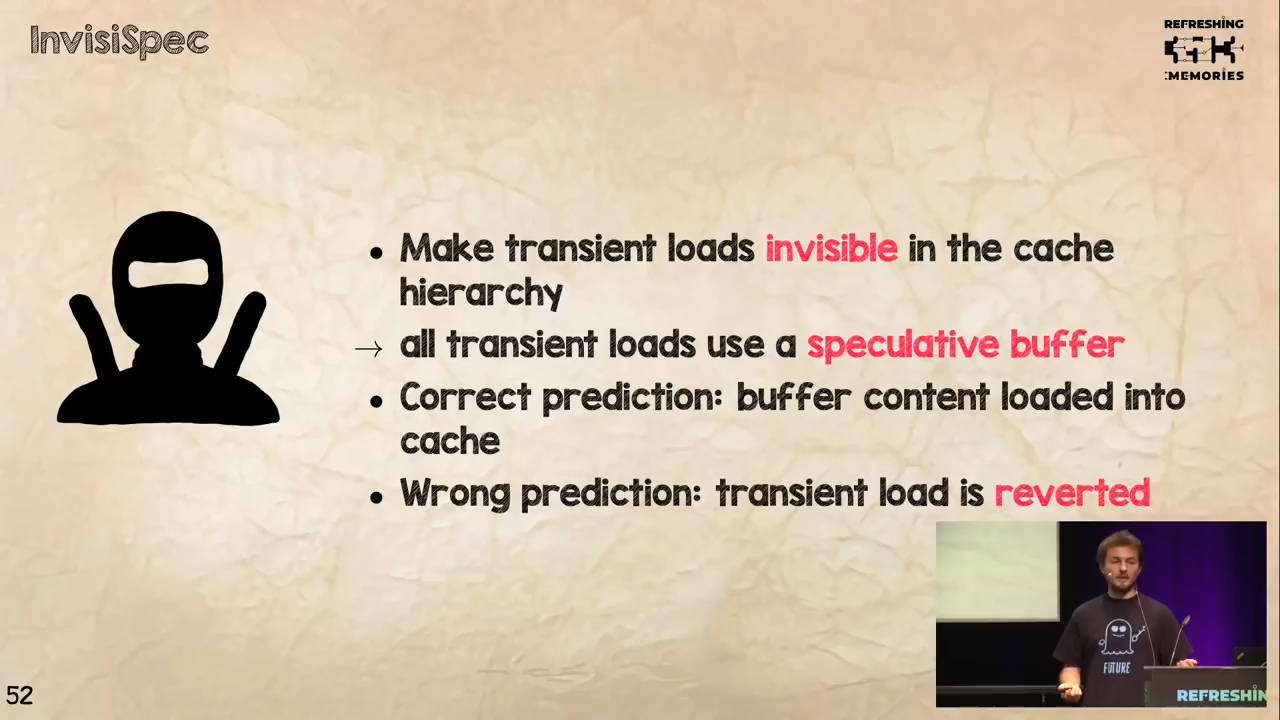 InvisiSpec
REFRESHING
:MEMORIES
• Make transient loads invisible in the cache
hierarchy
→ all transient loads use a speculative buffer
• Correct prediction: buffer content loaded into
cache
• Wrong prediction: transient load is reverted
FUTURE
REFRESHIN
52